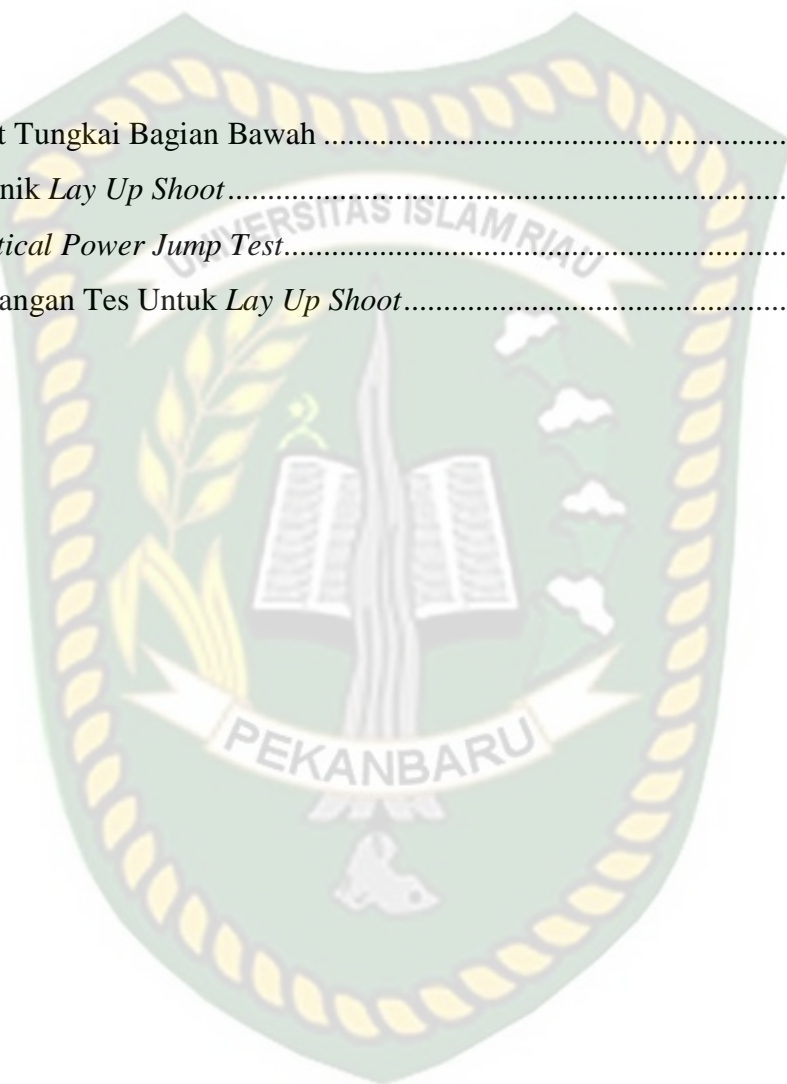 t Tungkai Bagian Bawah ..........................................................
nik Lay Up Shoot ......................................................................
UNIVERSITAS ISLAM RIAU
tical Power Jump Test ...............................................................
angan Tes Untuk Lay Up Shoot ................................................
PEKANBARU